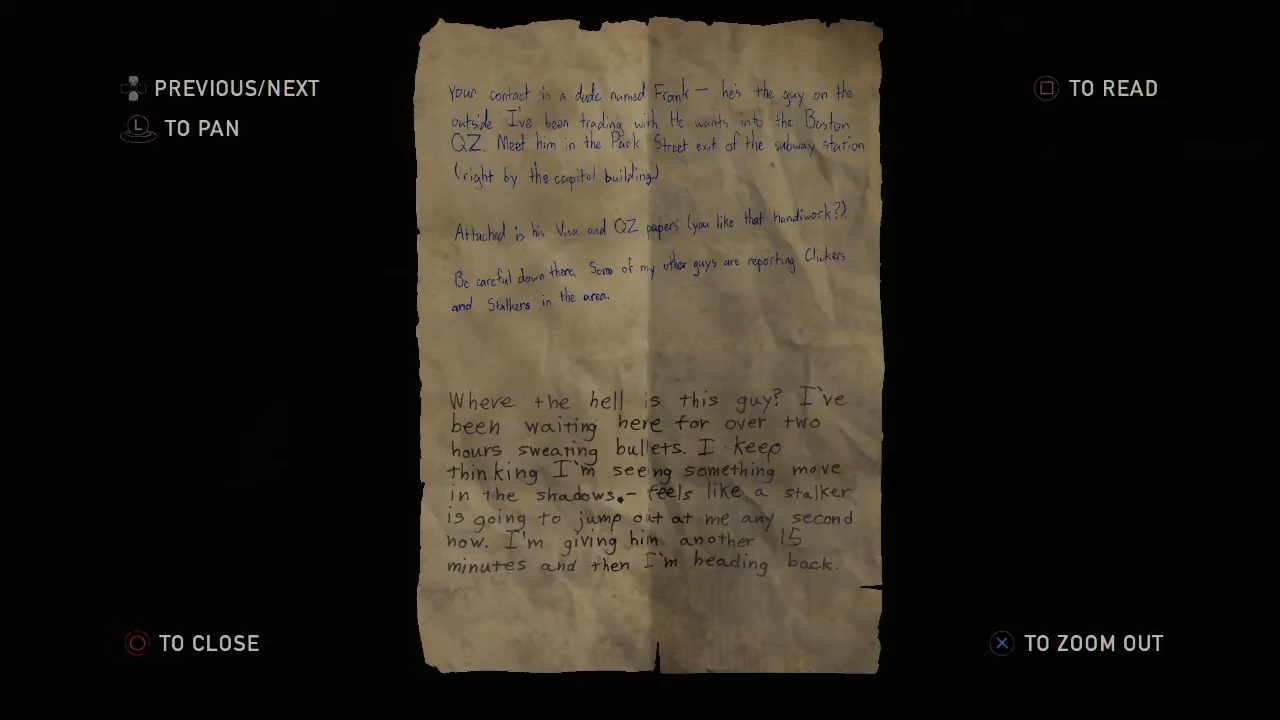 PREVIOUS/NEXT
TO PAN
TO READ
Your contact is a dude named Frank — he's the guy on the
outside I've been trading with. He wants into the Boston
QZ. Meet him in the Park Street exit of the subway station
(right by the capitol building.)
Attached is his Visa and QZ papers (you like that handiwork?).
Be careful down there. Some of my other guys are reporting Clickers
and Stalkers in the area.
Where the hell is this guy? I've
been waiting here for over two
hours sweating bullets. I keep
thinking I'm seeing something move
in the shadows. – feels like a stalker
is going to jump out at me any second
now. I'm giving him another 15
minutes and then I'm heading back.
TO CLOSE
TO ZOOM OUT